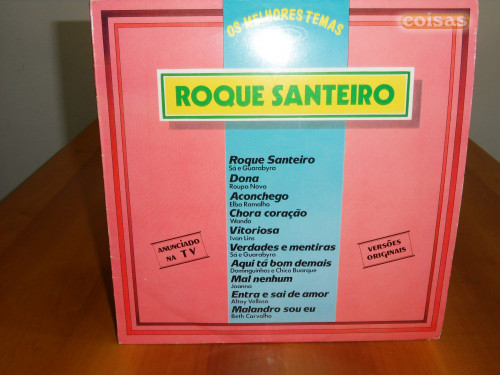 coisas
OS MELHORES TEMAS
ROQUE SANTEIRO
Roque Santeiro
Sá e Guarabyra
Dona
Roupa Nova
Aconchego
Elba Ramalho
Chora coração
Wando
Vitoriosa
Ivan Lins
Verdades e mentiras
Sá e Guarabyra
Aqui tá bom demais
Dominguinhos e Chico Buarque
Mal nenhum
Joanna
Entra e sai de amor
Altay Velloso
Malandro sou eu
Beth Carvalho
ANUNCIADO
NA TV
VERSÕES
ORIGINAIS